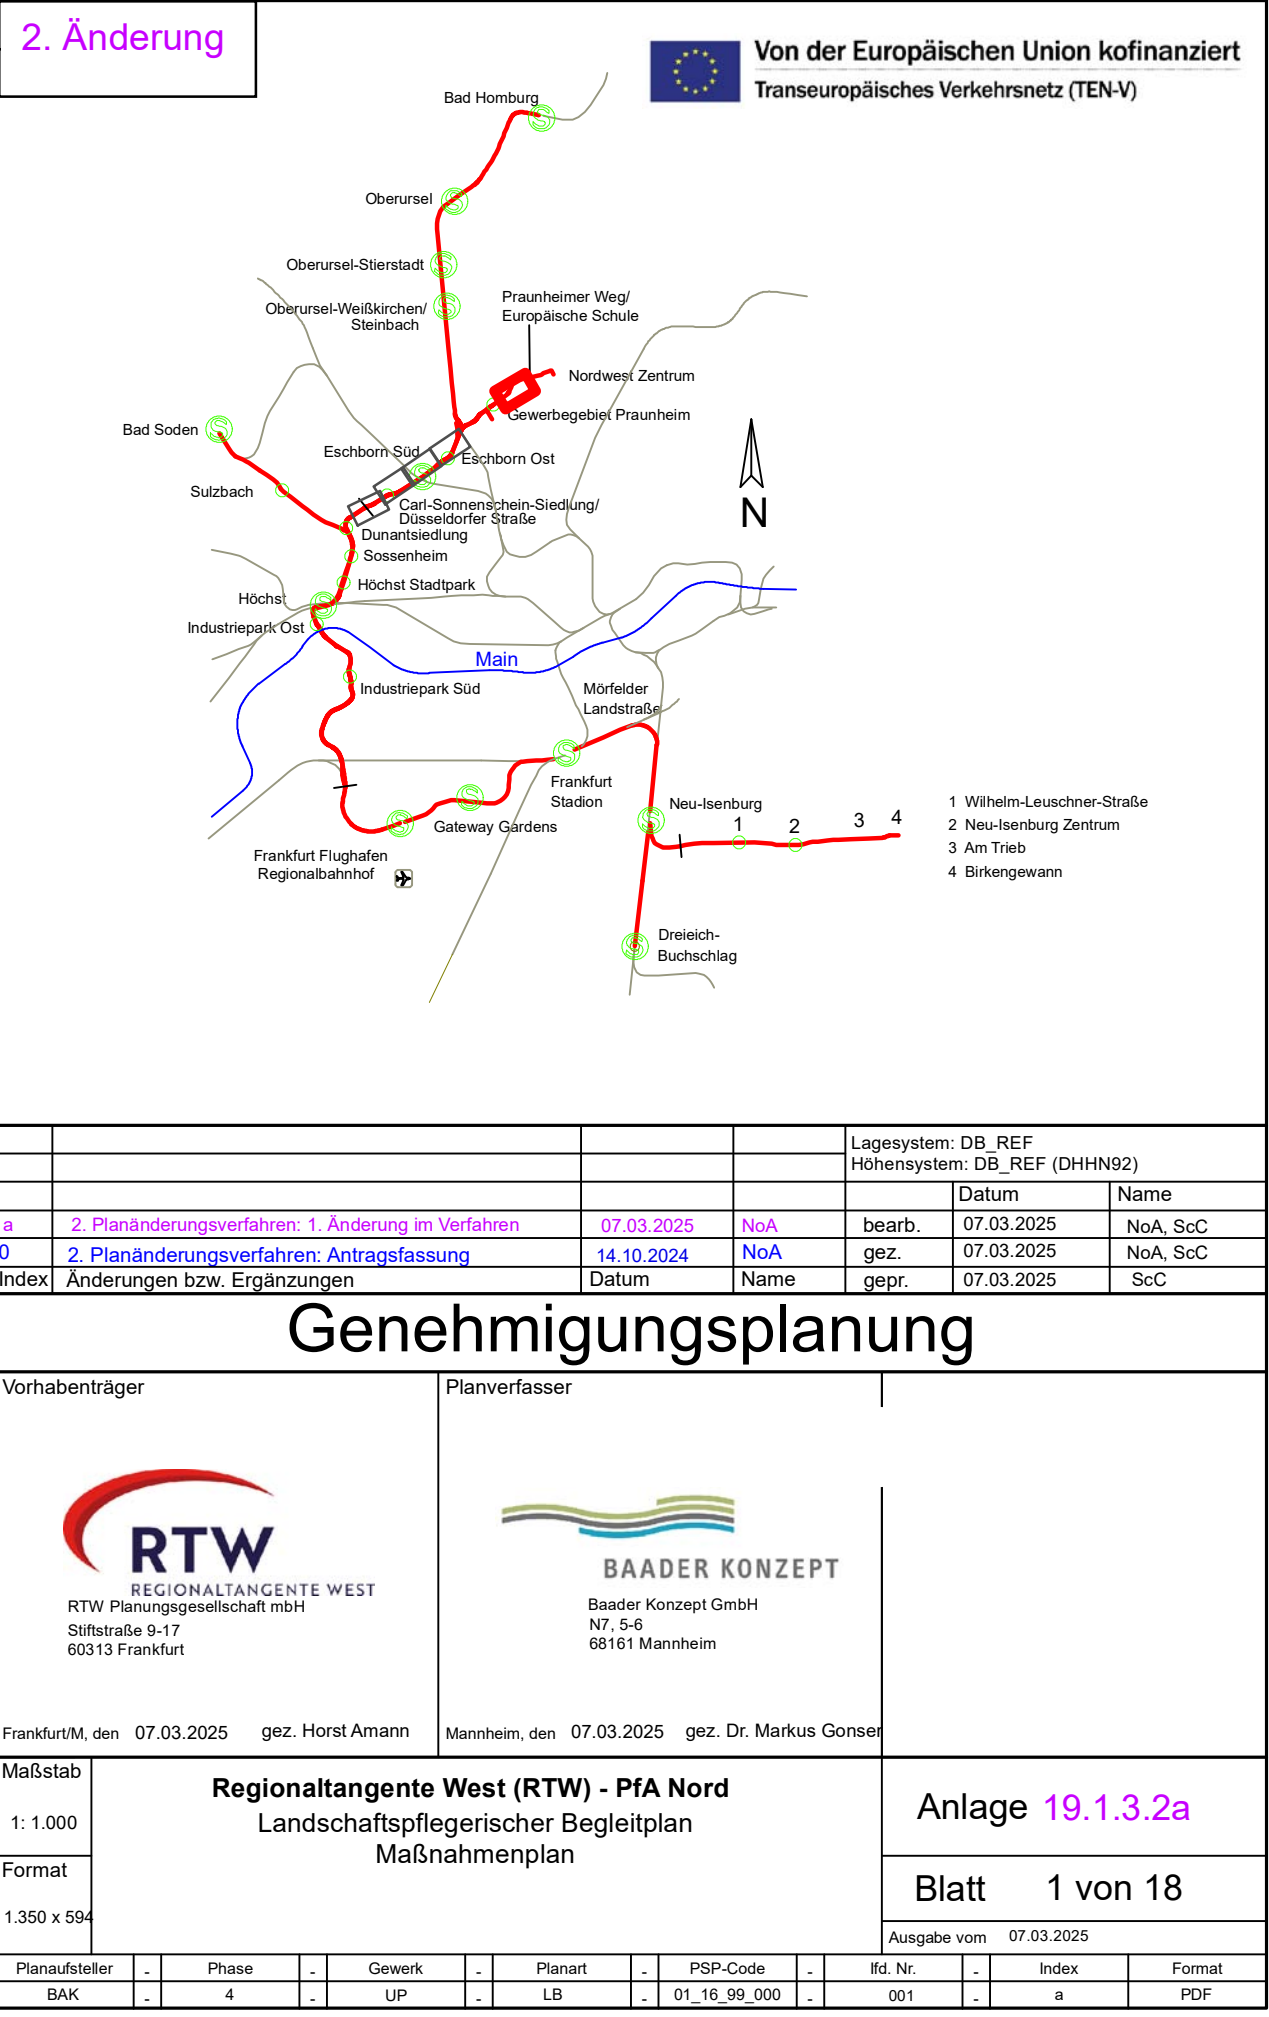 2. Änderung
Von der Europäischen Union kofinanziert
Transeuropäisches Verkehrsnetz (TEN-V)
Bad Homburg
Oberursel
Oberursel-Stierstadt
Oberursel-Weißkirchen/
Steinbach
Praunheimer Weg/
Europäische Schule
Nordwest Zentrum
Gewerbegebiet Praunheim
Bad Soden
Eschborn Süd
Eschborn Ost
Sulzbach
Carl-Sonnenschein-Siedlung/
Düsseldorfer Straße
Dunantsiedlung
Sossenheim
Höchst Stadtpark
Höchst
Industriepark Ost
N
Main
Industriepark Süd
Mörfelder
Landstraße
Frankfurt
Stadion
Gateway Gardens
Frankfurt Flughafen
Regionalbahnhof
Neu-Isenburg
1 2 3 4
1 Wilhelm-Leuschner-Straße
2 Neu-Isenburg Zentrum
3 Am Trieb
4 Birkengewann
Dreieich-
Buchschlag
Lagesystem: DB_REF
Höhensystem: DB_REF (DHHN92)
Datum Name
a 2. Planänderungsverfahren: 1. Änderung im Verfahren 07.03.2025 NoA bearb. 07.03.2025 NoA, ScC
0 2. Planänderungsverfahren: Antragsfassung 14.10.2024 NoA gez. 07.03.2025 NoA, ScC
Index Änderungen bzw. Ergänzungen Datum Name gepr. 07.03.2025 ScC
Genehmigungsplanung
Vorhabenträger
RTW
REGIONALTANGENTE WEST
RTW Planungsgesellschaft mbH
Stiftstraße 9-17
60313 Frankfurt
Frankfurt/M, den 07.03.2025 gez. Horst Amann
Planverfasser
BAADER KONZEPT
Baader Konzept GmbH
N7, 5-6
68161 Mannheim
Mannheim, den 07.03.2025 gez. Dr. Markus Gonser
Maßstab
1: 1.000
Format
1.350 x 594
Regionaltangente West (RTW) - PfA Nord
Landschaftspflegerischer Begleitplan
Maßnahmenplan
Anlage 19.1.3.2a
Blatt 1 von 18
Ausgabe vom 07.03.2025
Planaufsteller - Phase - Gewerk - Planart - PSP-Code - lfd. Nr. - Index Format
BAK - 4 - UP - LB - 01_16_99_000 - 001 - a PDF